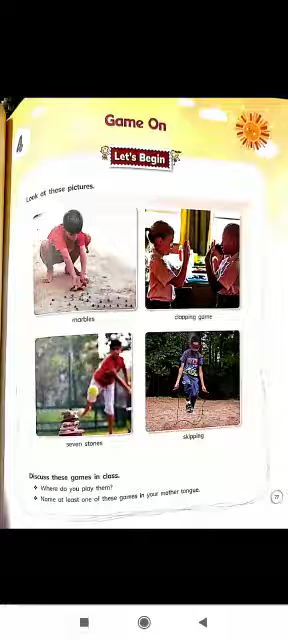 4
Game On
Let's Begin
Look at these pictures.
marbles
clapping game
seven stones
skipping
Discuss these games in class.
❖ Where do you play them?
❖ Name at least one of these games in your mother tongue.
77